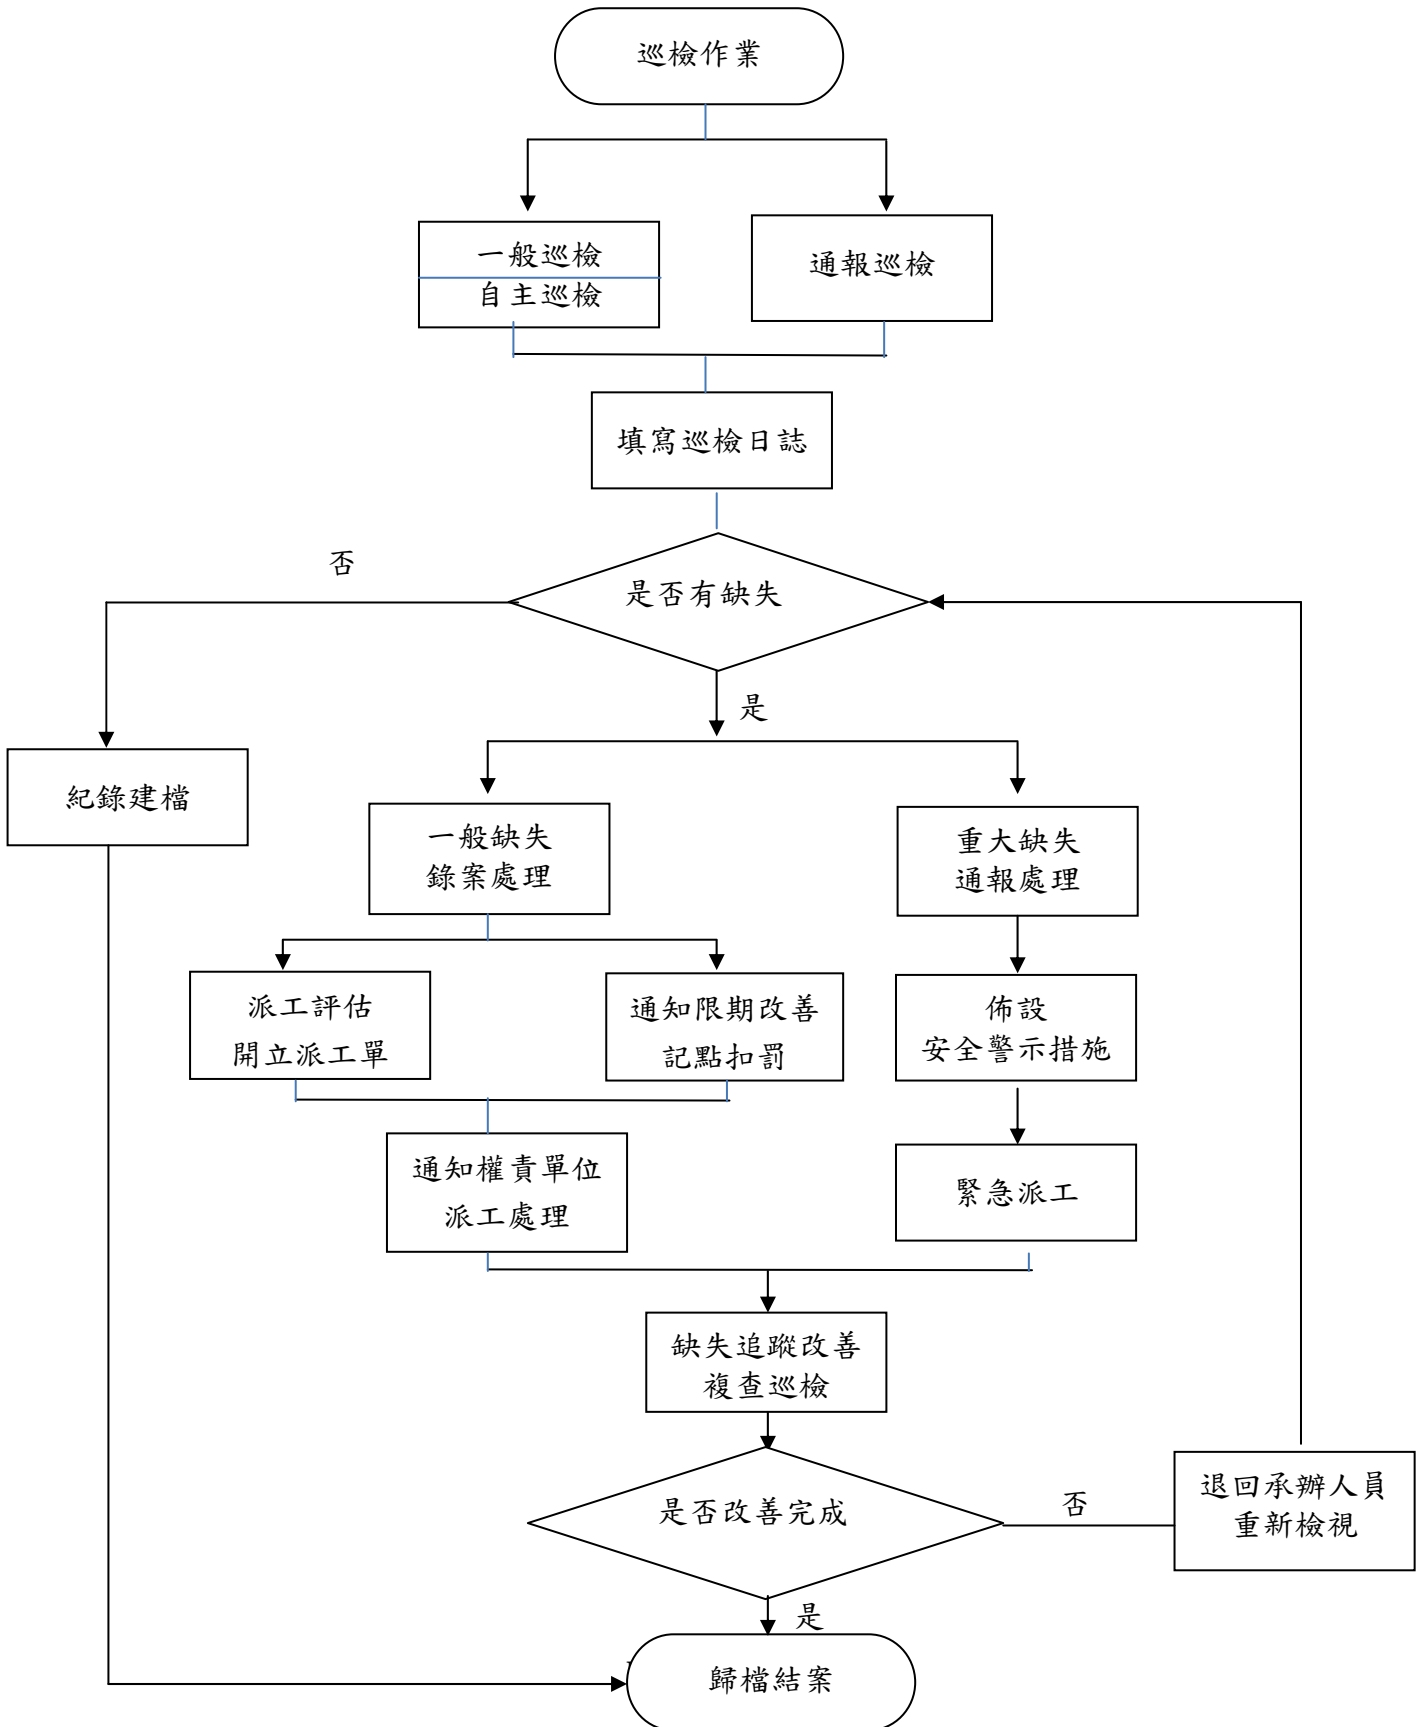 巡檢作業
一般巡檢
自主巡檢
通報巡檢
填寫巡檢日誌
是否有缺失
否
是
紀錄建檔
一般缺失
錄案處理
重大缺失
通報處理
派工評估
開立派工單
通知限期改善
記點扣罰
佈設
安全警示措施
通知權責單位
派工處理
緊急派工
缺失追蹤改善
複查巡檢
是否改善完成
否
退回承辦人員
重新檢視
是
歸檔結案